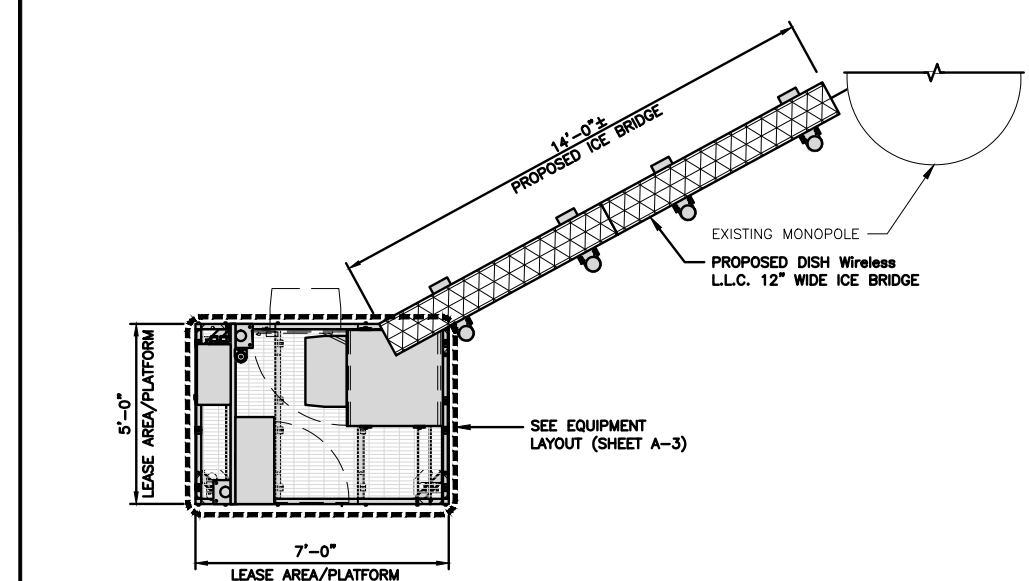 14'-0"±
PROPOSED ICE BRIDGE
EXISTING MONOPOLE
PROPOSED DISH Wireless
L.L.C. 12" WIDE ICE BRIDGE
5'-0"
LEASE AREA/PLATFORM
SEE EQUIPMENT
LAYOUT (SHEET A-3)
7'-0"
LEASE AREA/PLATFORM